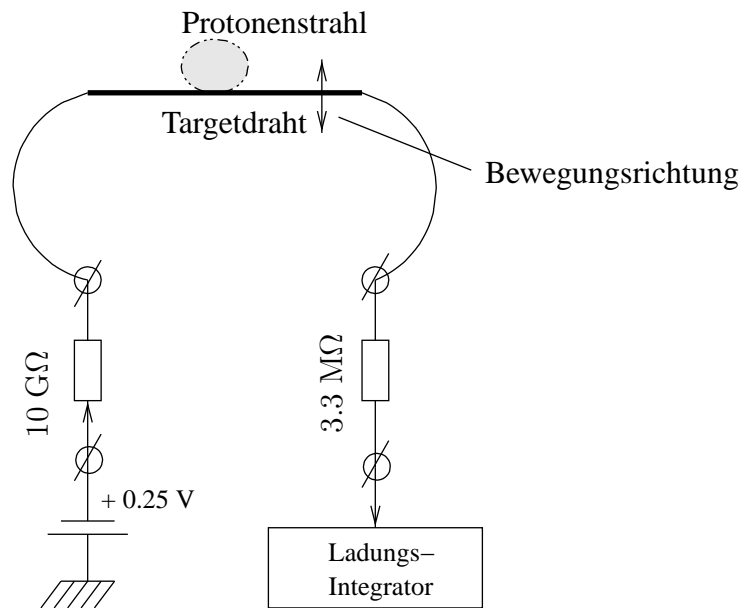 Protonenstrahl
Targetdraht
Bewegungsrichtung
10 GΩ
3.3 MΩ
+ 0.25 V
Ladungs–
Integrator